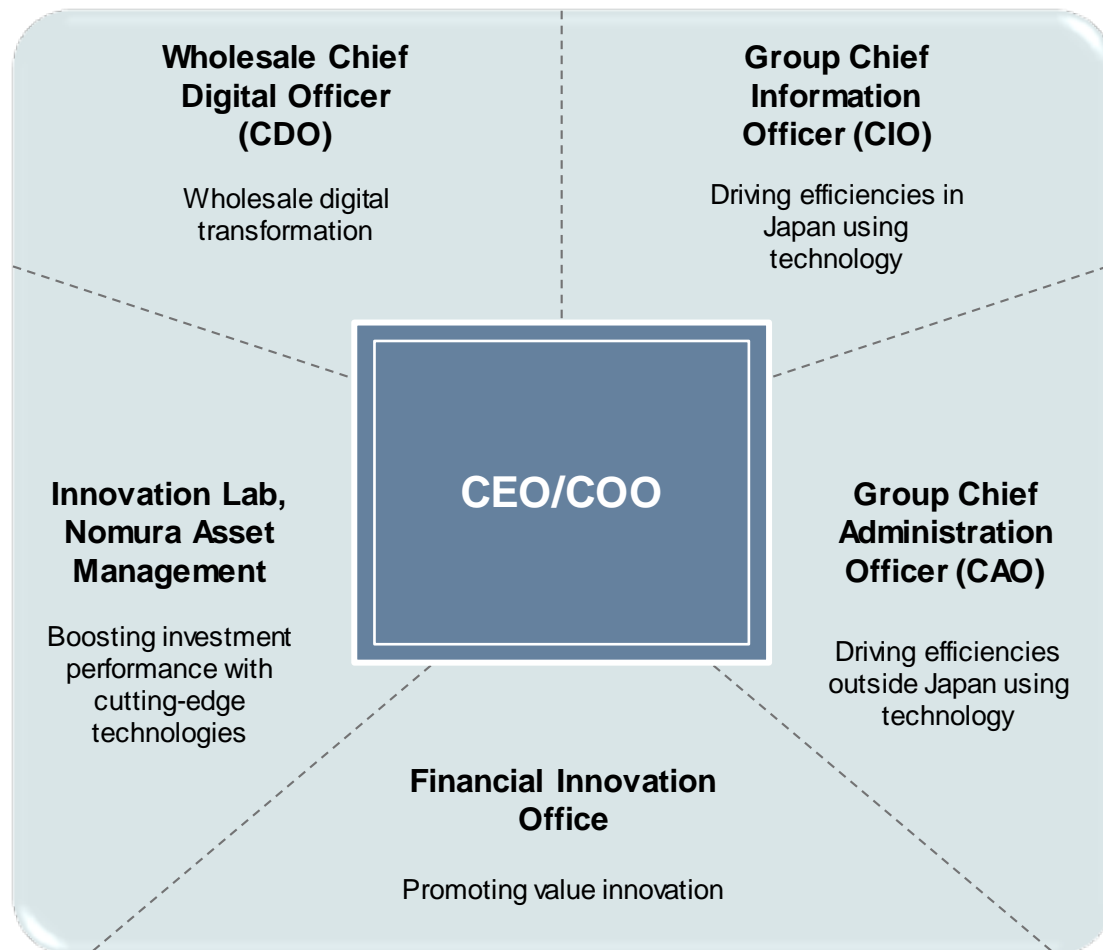 Wholesale Chief
Digital Officer
(CDO)
Wholesale digital
transformation
Group Chief
Information
Officer (CIO)
Driving efficiencies in
Japan using
technology
CEO/COO
Innovation Lab,
Nomura Asset
Management
Boosting investment
performance with
cutting-edge
technologies
Group Chief
Administration
Officer (CAO)
Driving efficiencies
outside Japan using
technology
Financial Innovation
Office
Promoting value innovation